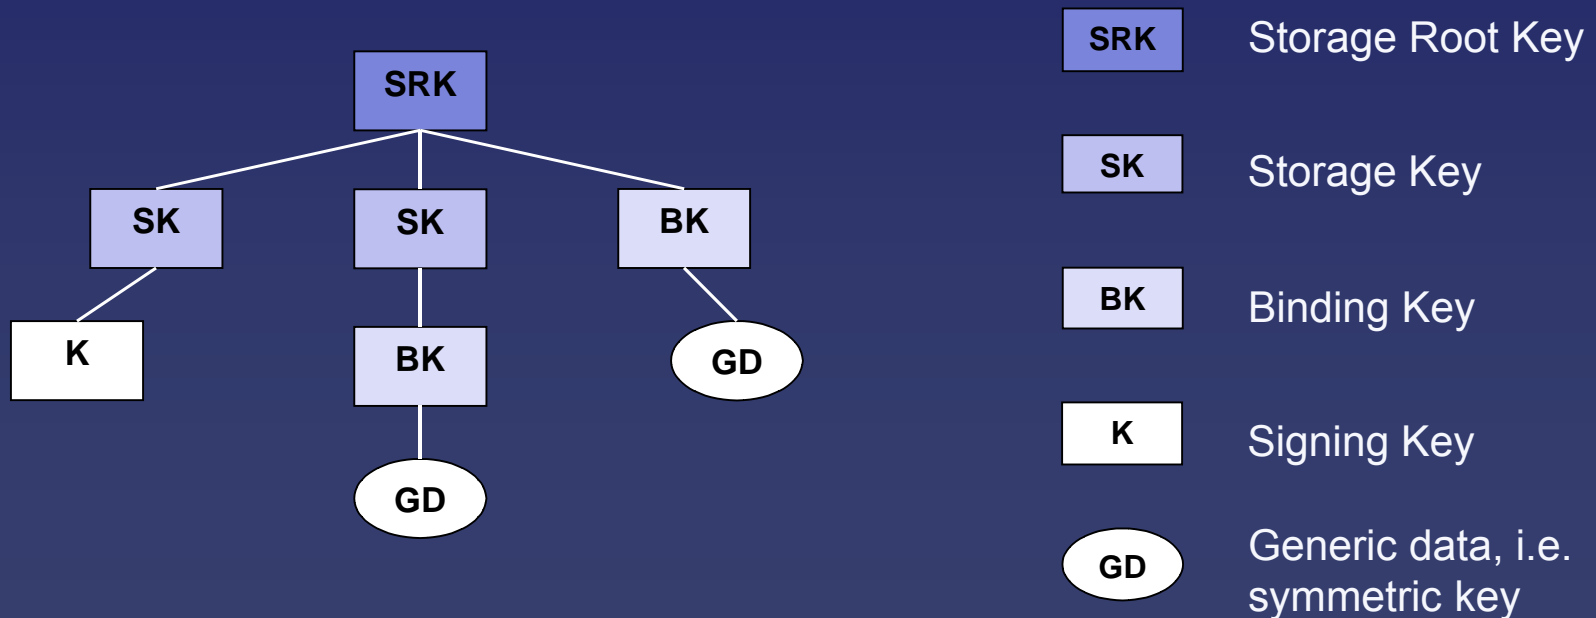 SRK
SK SK BK
K BK GD
GD
SRK Storage Root Key
SK Storage Key
BK Binding Key
K Signing Key
GD Generic data, i.e.
symmetric key